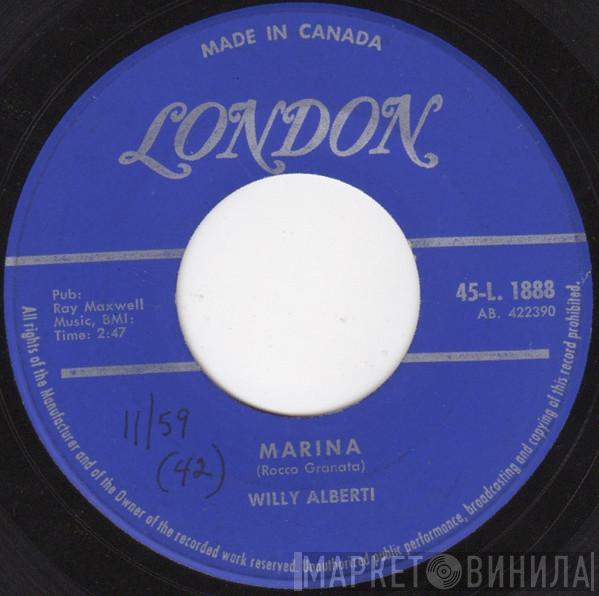 MADE IN CANADA
LONDON
Pub:
Ray Maxwell
Music, BMI:
Time: 2:47
45-L. 1888
AB. 422390
11/59
(42)
MARINA
(Rocco Granata)
WILLY ALBERTI
All rights of the Manufacturer and of the Owner of the recorded work reserved. Unauthorized public performance, broadcasting and copying of this record prohibited.
МАРКЕТ ВИНИЛА